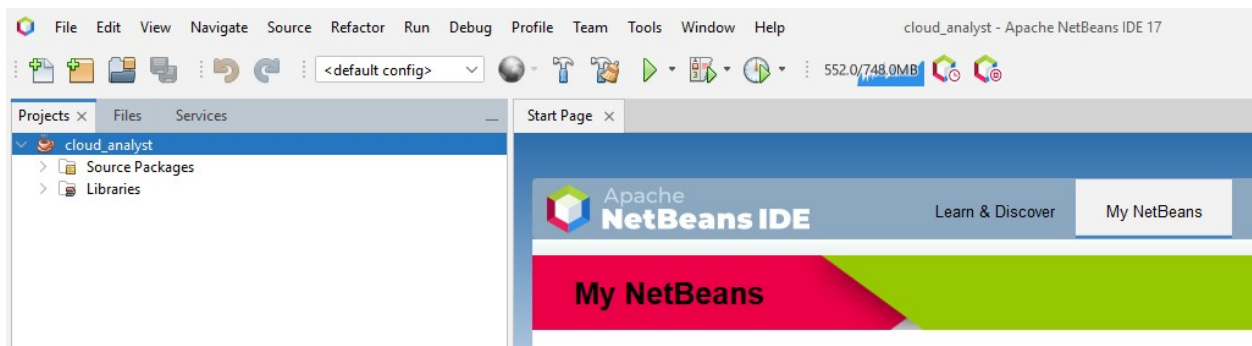 File Edit View Navigate Source Refactor Run Debug Profile Team Tools Window Help cloud_analyst - Apache NetBeans IDE 17
<default config> 552.0/748.0MB
Projects Files Services Start Page
cloud_analyst
Source Packages
Libraries
Apache
NetBeans IDE Learn & Discover My NetBeans
My NetBeans